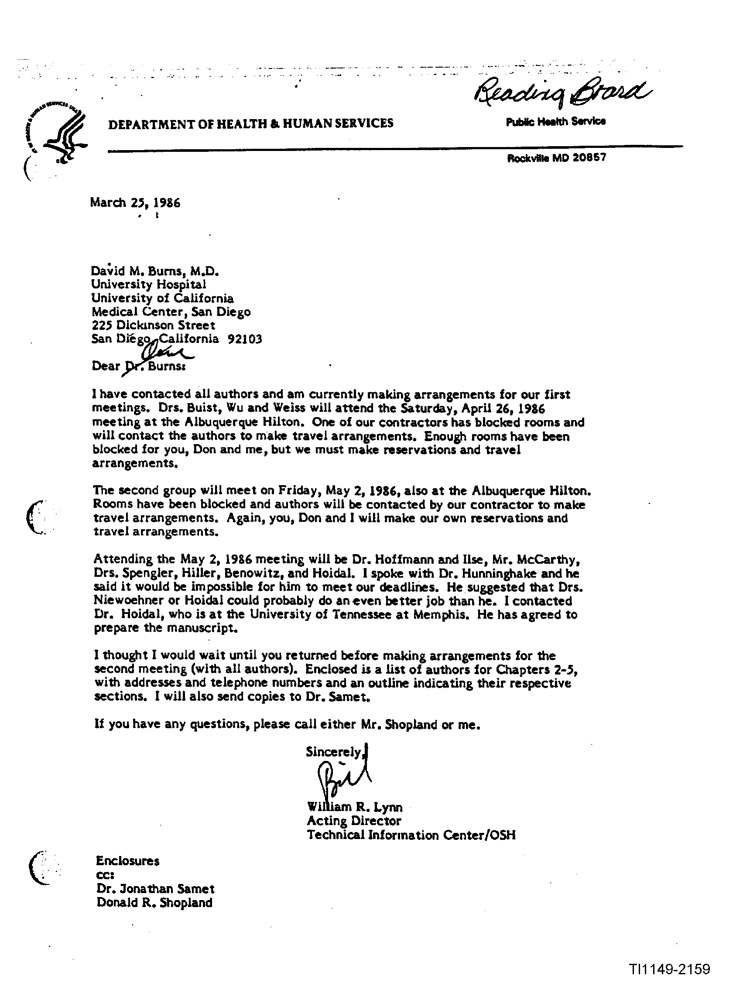 Reading Board
DEPARTMENT OF HEALTH & HUMAN SERVICES
Public Health Service
Rockville MD 20857
March 25, 1986
David M. Burns, M.D.
University Hospital
University of California
Medical Center, San Diego
225 Dickinson Street
San Diego, California 92103
Dave
Dear Dr. Burns:
I have contacted all authors and am currently making arrangements for our first
meetings. Drs. Buist, Wu and Weiss will attend the Saturday, April 26, 1986
meeting at the Albuquerque Hilton. One of our contractors has blocked rooms and
will contact the authors to make travel arrangements. Enough rooms have been
blocked for you, Don and me, but we must make reservations and travel
arrangements.
The second group will meet on Friday, May 2, 1986, also at the Albuquerque Hilton.
Rooms have been blocked and authors will be contacted by our contractor to make
travel arrangements. Again, you, Don and I will make our own reservations and
travel arrangements.
Attending the May 2, 1986 meeting will be Dr. Hoffmann and Ilse, Mr. McCarthy,
Drs. Spengler, Hiller, Benowitz, and Hoidal. I spoke with Dr. Hunninghake and he
said it would be impossible for him to meet our deadlines. He suggested that Drs.
Niewoehner or Hoidal could probably do an even better job than he. I contacted
Dr. Hoidal, who is at the University of Tennessee at Memphis. He has agreed to
prepare the manuscript.
I thought I would wait until you returned before making arrangements for the
second meeting (with all authors). Enclosed is a list of authors for Chapters 2-5,
with addresses and telephone numbers and an outline indicating their respective
sections. I will also send copies to Dr. Samet.
If you have any questions, please call either Mr. Shopland or me.
Sincerely,
Bill
William R. Lynn
Acting Director
Technical Information Center/OSH
Enclosures
cc:
Dr. Jonathan Samet
Donald R. Shopland
TI1149-2159